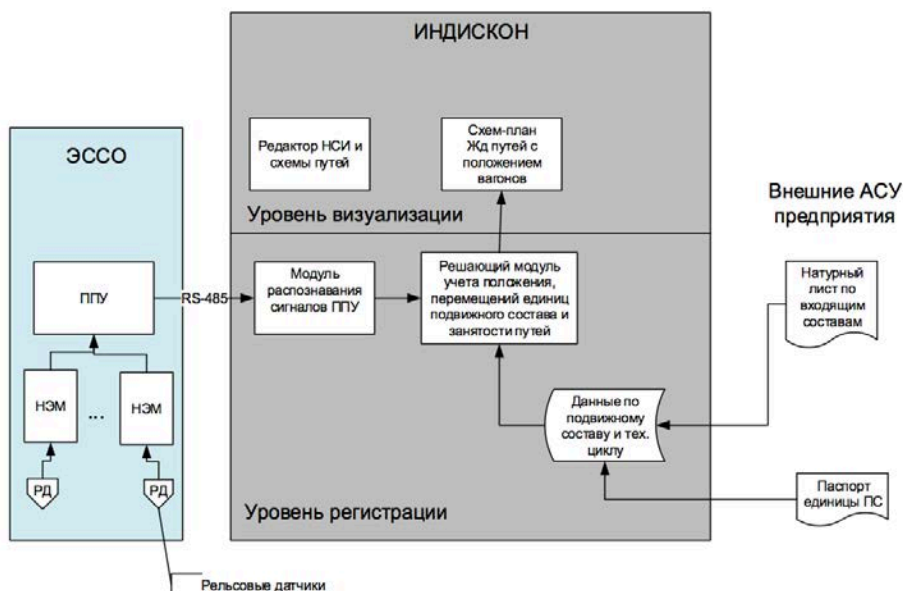 ИНДИСКОН
ЭССО
Редактор НСИ и
схемы путей
Схем-план
Жд путей с
положением
вагонов
Уровень визуализации
Внешние АСУ
предприятия
ППУ
RS-485
Модуль
распознавания
сигналов ППУ
Решающий модуль
учета положения,
перемещений единиц
подвижного состава и
занятости путей
Натурный
лист по
входящим
составам
НЭМ
...
НЭМ
Данные по
подвижному
составу и тех.
циклу
РД
РД
Паспорт
единицы ПС
Уровень регистрации
Рельсовые датчики